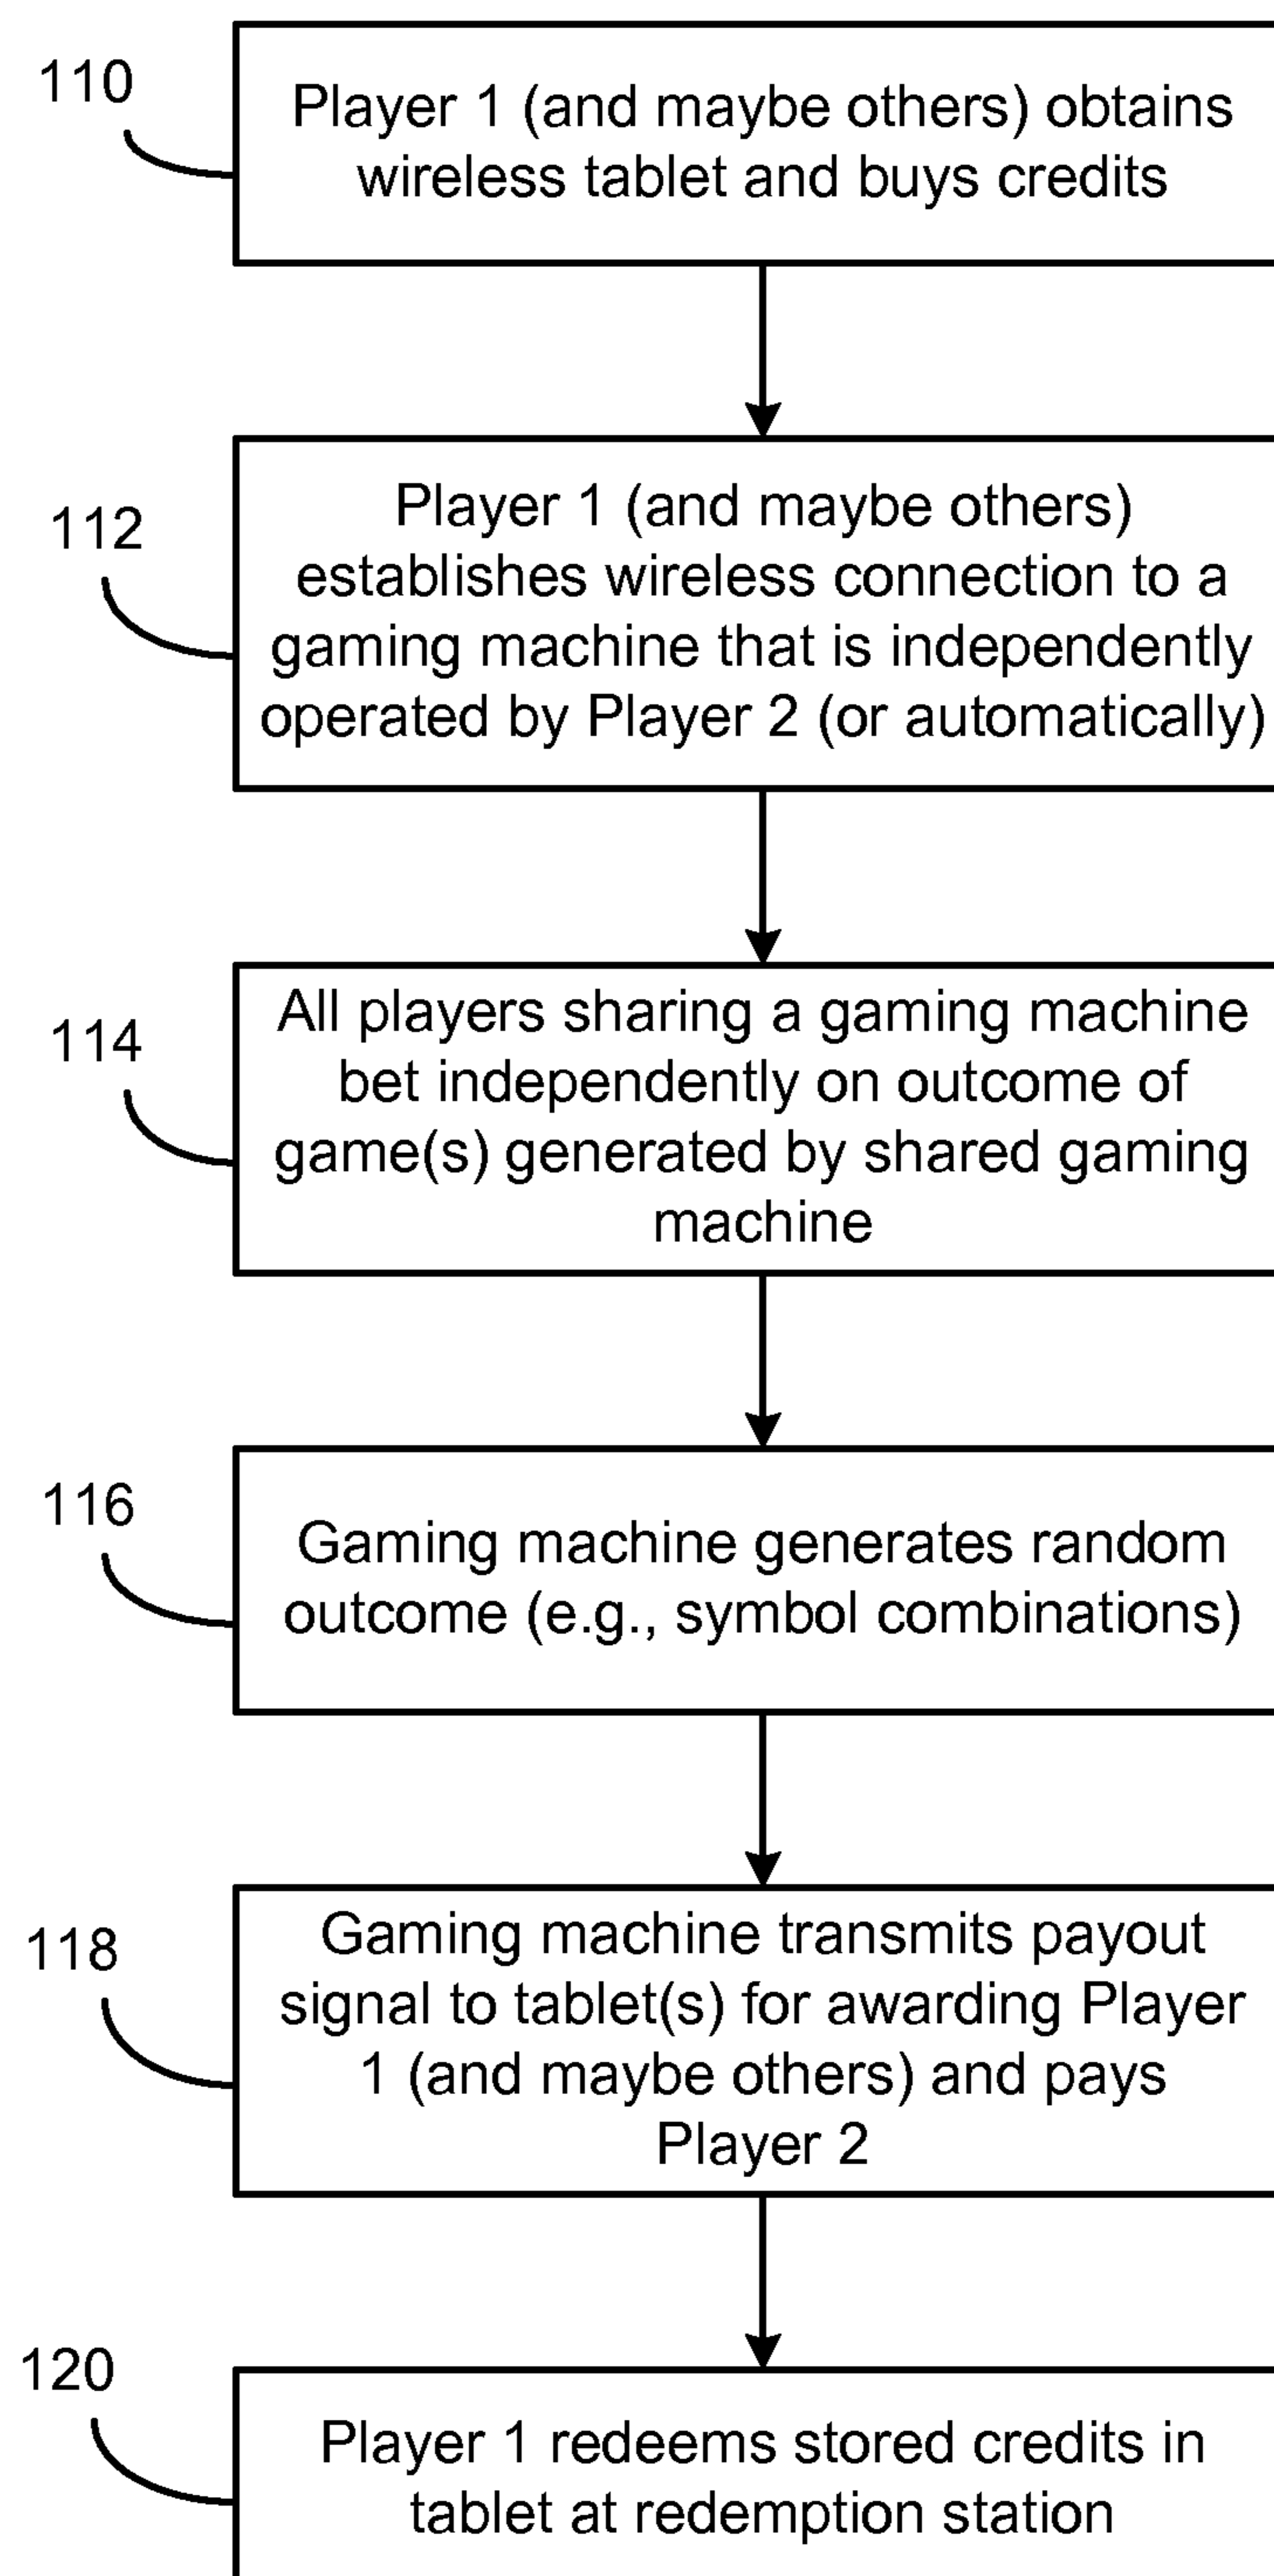 110
Player 1 (and maybe others) obtains
wireless tablet and buys credits
112
Player 1 (and maybe others)
establishes wireless connection to a
gaming machine that is independently
operated by Player 2 (or automatically)
114
All players sharing a gaming machine
bet independently on outcome of
game(s) generated by shared gaming
machine
116
Gaming machine generates random
outcome (e.g., symbol combinations)
118
Gaming machine transmits payout
signal to tablet(s) for awarding Player
1 (and maybe others) and pays
Player 2
120
Player 1 redeems stored credits in
tablet at redemption station